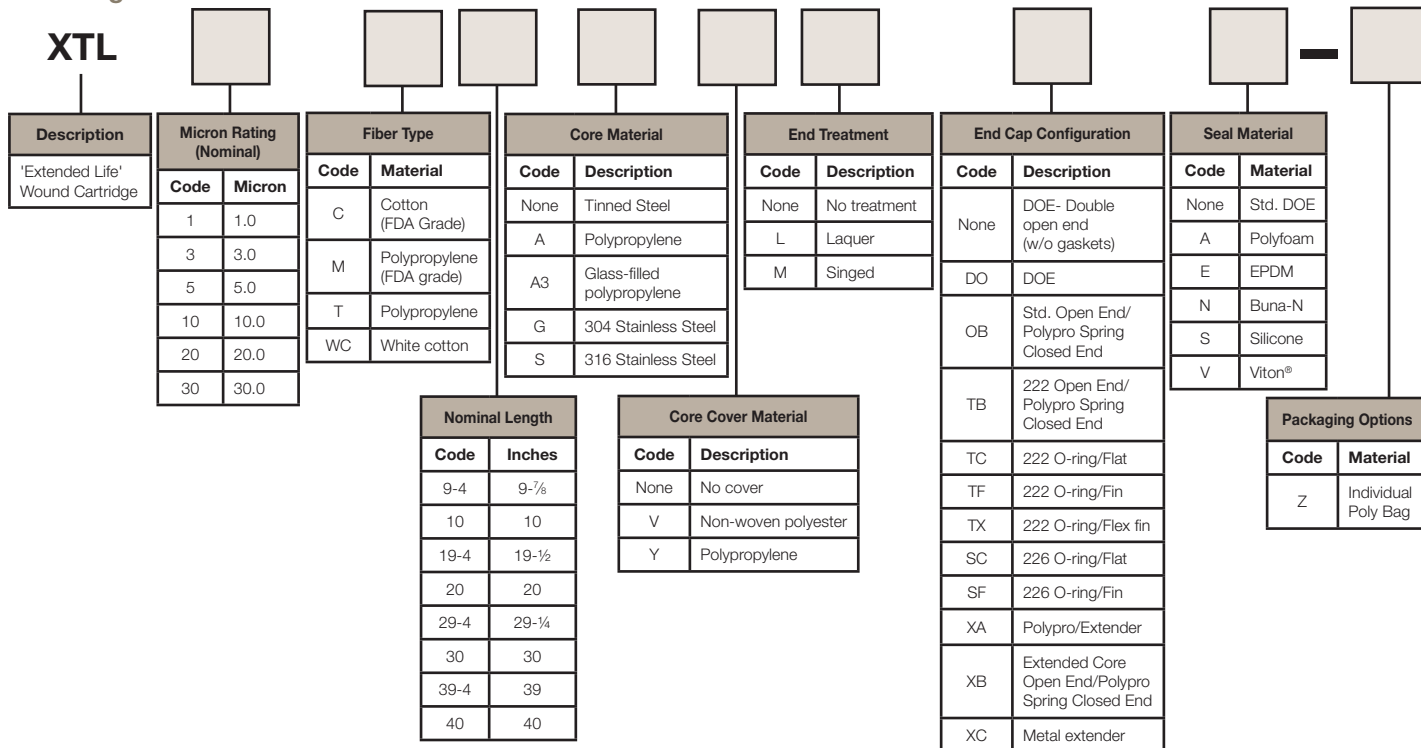 XTL
Description
'Extended Life'
Wound Cartridge
Micron Rating
(Nominal)
Code Micron
1 1.0
3 3.0
5 5.0
10 10.0
20 20.0
30 30.0
Fiber Type
Code Material
C Cotton
(FDA Grade)
M Polypropylene
(FDA grade)
T Polypropylene
WC White cotton
Nominal Length
Code Inches
9-4 9-⅞
10 10
19-4 19-½
20 20
29-4 29-¼
30 30
39-4 39
40 40
Core Material
Code Description
None Tinned Steel
A Polypropylene
A3 Glass-filled
polypropylene
G 304 Stainless Steel
S 316 Stainless Steel
Core Cover Material
Code Description
None No cover
V Non-woven polyester
Y Polypropylene
End Treatment
Code Description
None No treatment
L Laquer
M Singed
End Cap Configuration
Code Description
None DOE- Double
open end
(w/o gaskets)
DO DOE
OB Std. Open End/
Polypro Spring
Closed End
TB 222 Open End/
Polypro Spring
Closed End
TC 222 O-ring/Flat
TF 222 O-ring/Fin
TX 222 O-ring/Flex fin
SC 226 O-ring/Flat
SF 226 O-ring/Fin
XA Polypro/Extender
XB Extended Core
Open End/Polypro
Spring Closed End
XC Metal extender
Seal Material
Code Material
None Std. DOE
A Polyfoam
E EPDM
N Buna-N
S Silicone
V Viton®
Packaging Options
Code Material
Z Individual
Poly Bag